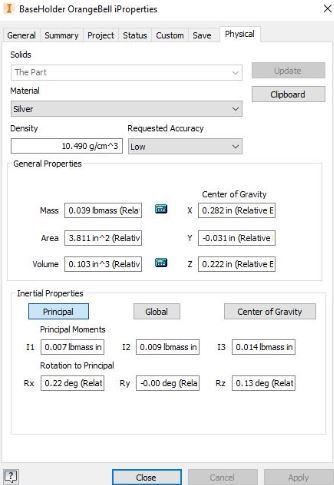 BaseHolder OrangeBell iProperties
General Summary Project Status Custom Save Physical
Solids
The Part
Update
Material
Clipboard
Silver
Density Requested Accuracy
10.490 g/cm^3 Low
General Properties
Center of Gravity
Mass 0.039 lbmass (Rela X 0.282 in (Relative E
Area 3.811 in^2 (Relativ Y -0.031 in (Relative
Volume 0.103 in^3 (Relativ Z 0.222 in (Relative E
Inertial Properties
Principal Global Center of Gravity
Principal Moments
I1 0.007 lbmass in I2 0.009 lbmass in I3 0.014 lbmass in
Rotation to Principal
Rx 0.22 deg (Relat Ry -0.00 deg (Rela Rz 0.13 deg (Relat
? Close Cancel Apply